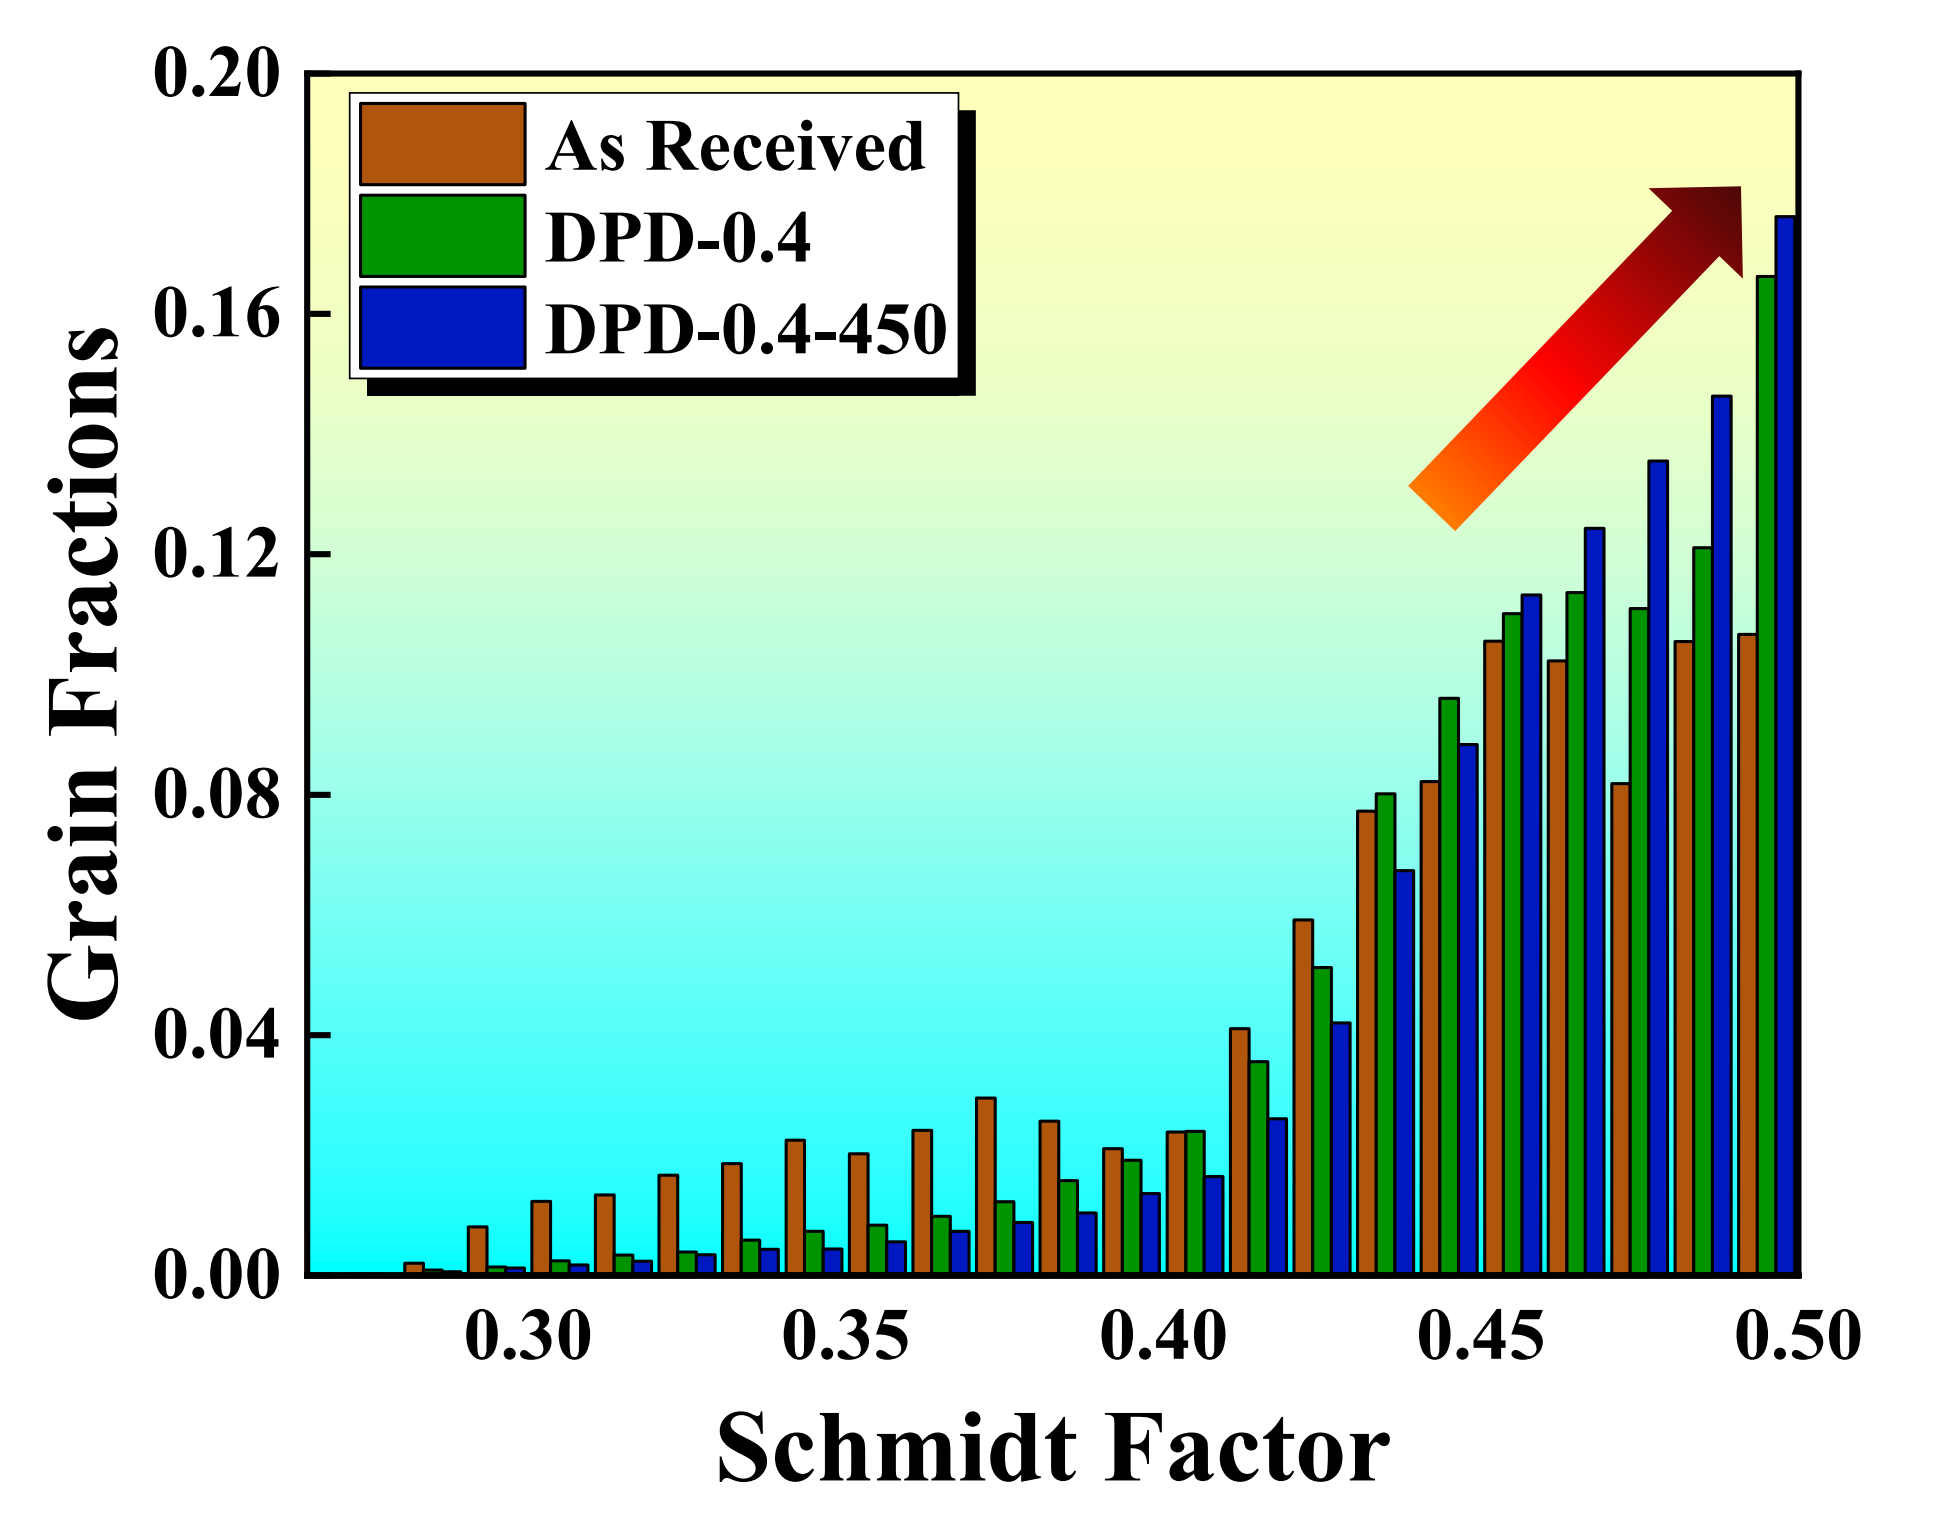 0.20
0.16
0.12
0.08
0.04
0.00
Grain Fractions
As Received
DPD-0.4
DPD-0.4-450
0.30 0.35 0.40 0.45 0.50
Schmidt Factor